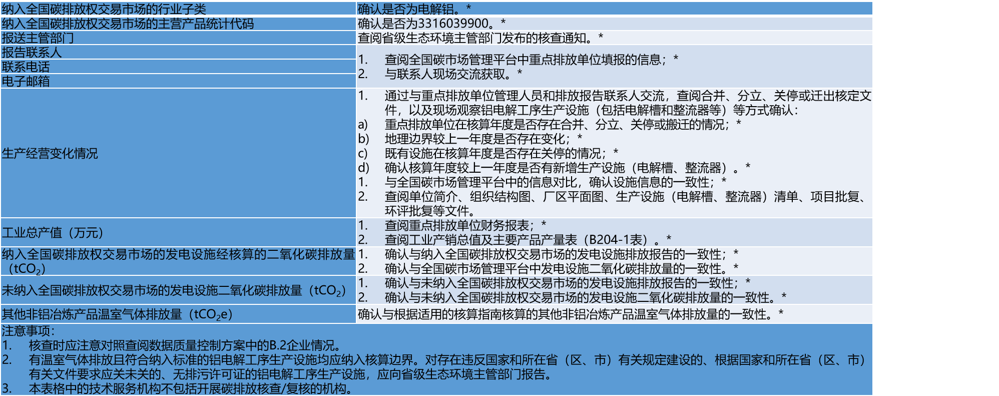 纳入全国碳排放权交易市场的行业子类
确认是否为电解铝。*
纳入全国碳排放权交易市场的主营产品统计代码
确认是否为3316039900。*
报送主管部门
查阅省级生态环境主管部门发布的核查通知。*
报告联系人
联系电话
电子邮箱
1. 查阅全国碳市场管理平台中重点排放单位填报的信息；*
2. 与联系人现场交流获取。*
生产经营变化情况
1. 通过与重点排放单位管理人员和排放报告联系人交流，查阅合并、分立、关停或迁出核定文
件，以及现场观察铝电解工序生产设施（包括电解槽和整流器等）等方式确认：
a) 重点排放单位在核算年度是否存在合并、分立、关停或搬迁的情况；*
b) 地理边界较上一年度是否存在变化；*
c) 既有设施在核算年度是否存在关停的情况；*
d) 确认核算年度较上一年度是否有新增生产设施（电解槽、整流器）。*
1. 与全国碳市场管理平台中的信息对比，确认设施信息的一致性；*
2. 查阅单位简介、组织结构图、厂区平面图、生产设施（电解槽、整流器）清单、项目批复、
环评批复等文件。
工业总产值（万元）
1. 查阅重点排放单位财务报表；*
2. 查阅工业产销总值及主要产品产量表（B204-1表）。*
纳入全国碳排放权交易市场的发电设施经核算的二氧化碳排放量
（tCO₂）
1. 确认与纳入全国碳排放权交易市场的发电设施排放报告的一致性；*
2. 确认与全国碳市场管理平台中发电设施二氧化碳排放量的一致性。*
未纳入全国碳排放权交易市场的发电设施二氧化碳排放量（tCO₂）
1. 确认与未纳入全国碳排放权交易市场的发电设施排放报告的一致性；*
2. 确认与未纳入全国碳排放权交易市场的发电设施二氧化碳排放量的一致性。*
其他非铝冶炼产品温室气体排放量（tCO₂e）
确认与根据适用的核算指南核算的其他非铝冶炼产品温室气体排放量的一致性。*
注意事项：
1. 核查时应注意对照查阅数据质量控制方案中的B.2企业情况。
2. 有温室气体排放且符合纳入标准的铝电解工序生产设施均应纳入核算边界。对存在违反国家和所在省（区、市）有关规定建设的、根据国家和所在省（区、市）
有关文件要求应关未关的、无排污许可证的铝电解工序生产设施，应向省级生态环境主管部门报告。
3. 本表格中的技术服务机构不包括开展碳排放核查/复核的机构。